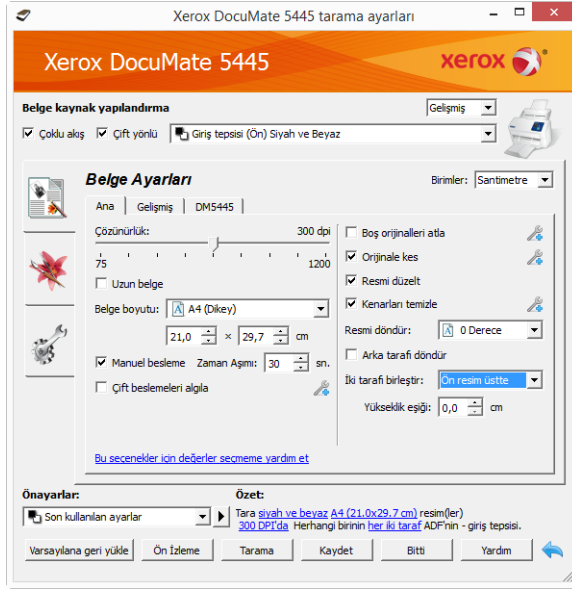 Xerox DocuMate 5445 tarama ayarları
Xerox DocuMate 5445
xerox
Belge kaynak yapılandırma
Gelişmiş
Çoklu akış
Çift yönlü
Giriş tepsisi (Ön) Siyah ve Beyaz
Belge Ayarları
Birimler: Santimetre
Ana
Gelişmiş
DM5445
Çözünürlük: 300 dpi
75 1200
Uzun belge
Belge boyutu: A4 (Dikey)
21,0 × 29,7 cm
Manuel besleme Zaman Aşımı: 30 sn.
Çift beslemeleri algıla
Bu seçenekler için değerler seçmeme yardım et
Boş orijinalleri atla
Orijinale kes
Resmi düzelt
Kenarları temizle
Resmi döndür: 0 Derece
Arka tarafı döndür
İki tarafı birleştir: Ön resim üstte
Yükseklik eşiği: 0,0 cm
Önayarlar:
Son kullanılan ayarlar
Özet:
Tara siyah ve beyaz A4 (21.0x29.7 cm) resim(ler)
300 DPI'da Herhangi birinin her iki taraf ADF'nin - giriş tepsisi.
Varsayılana geri yükle
Ön İzleme
Tarama
Kaydet
Bitti
Yardım